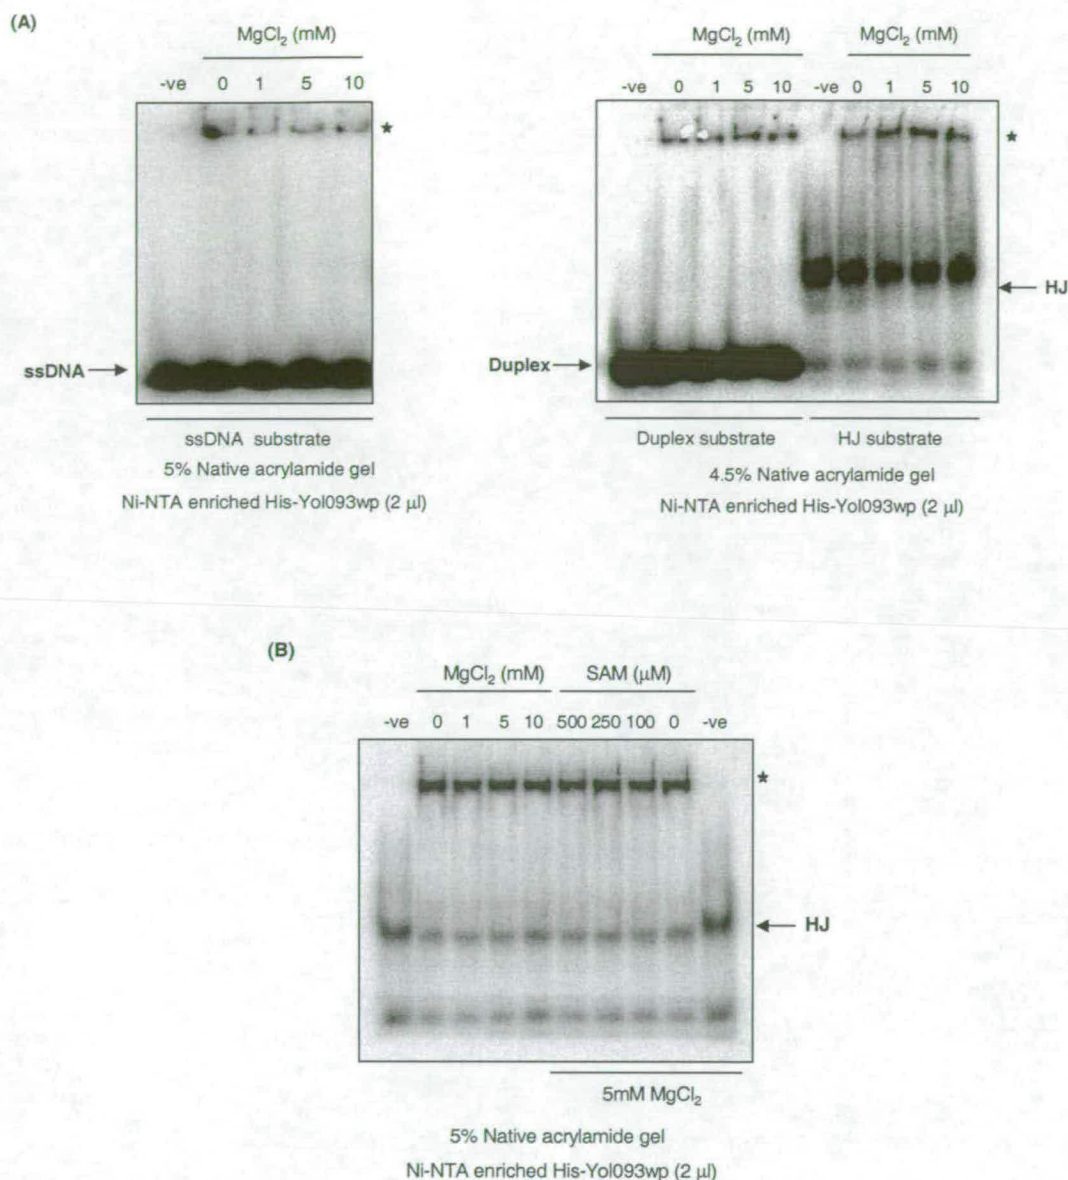 (A)
MgCl2 (mM)
-ve 0 1 5 10
★
ssDNA
ssDNA substrate
5% Native acrylamide gel
Ni-NTA enriched His-Yol093wp (2 µl)
MgCl2 (mM) MgCl2 (mM)
-ve 0 1 5 10 -ve 0 1 5 10
★
HJ
Duplex
Duplex substrate HJ substrate
4.5% Native acrylamide gel
Ni-NTA enriched His-Yol093wp (2 µl)
(B)
MgCl2 (mM) SAM (µM)
-ve 0 1 5 10 500 250 100 0 -ve
★
HJ
5mM MgCl2
5% Native acrylamide gel
Ni-NTA enriched His-Yol093wp (2 µl)